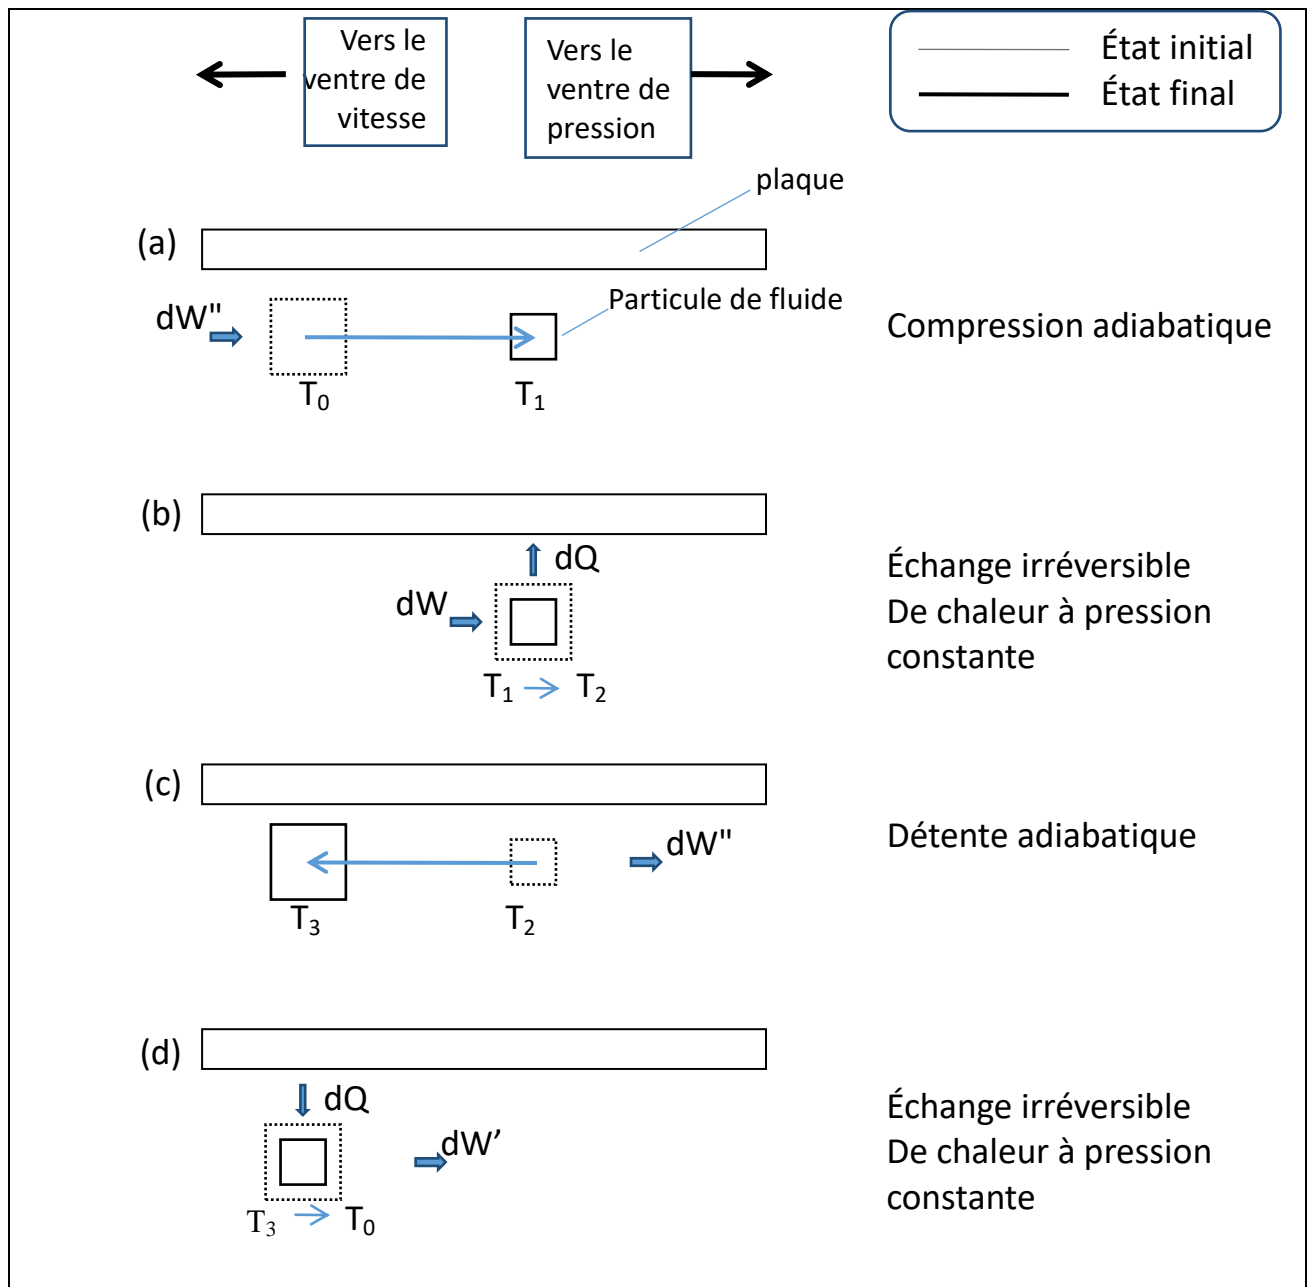 Vers le
ventre de
vitesse
Vers le
ventre de
pression
État initial
État final
plaque
(a)
Particule de fluide
dW"
Compression adiabatique
T0
T1
(b)
dQ
dW
Échange irréversible
De chaleur à pression
constante
T1
T2
(c)
dW"
Détente adiabatique
T3
T2
(d)
dQ
dW’
Échange irréversible
De chaleur à pression
constante
T3
T0